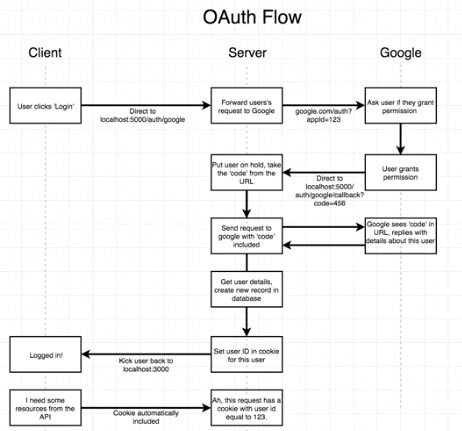 OAuth Flow
Client
Server
Google
User clicks 'Login'
Direct to
localhost:5000/auth/google
Forward users's
request to Google
google.com/auth?
appId=123
Ask user if they grant
permission
Put user on hold, take
the 'code' from the
URL
Direct to
localhost:5000/
auth/google/callback?
code=456
User grants
permission
Send request to
google with 'code'
included
Google sees 'code' in
URL, replies with
details about this user
Get user details,
create new record in
database
Logged in!
Kick user back to
localhost:3000
Set user ID in cookie
for this user
I need some
resources from the
API
Cookie automatically
included
Ah, this request has a
cookie with user id
equal to 123.